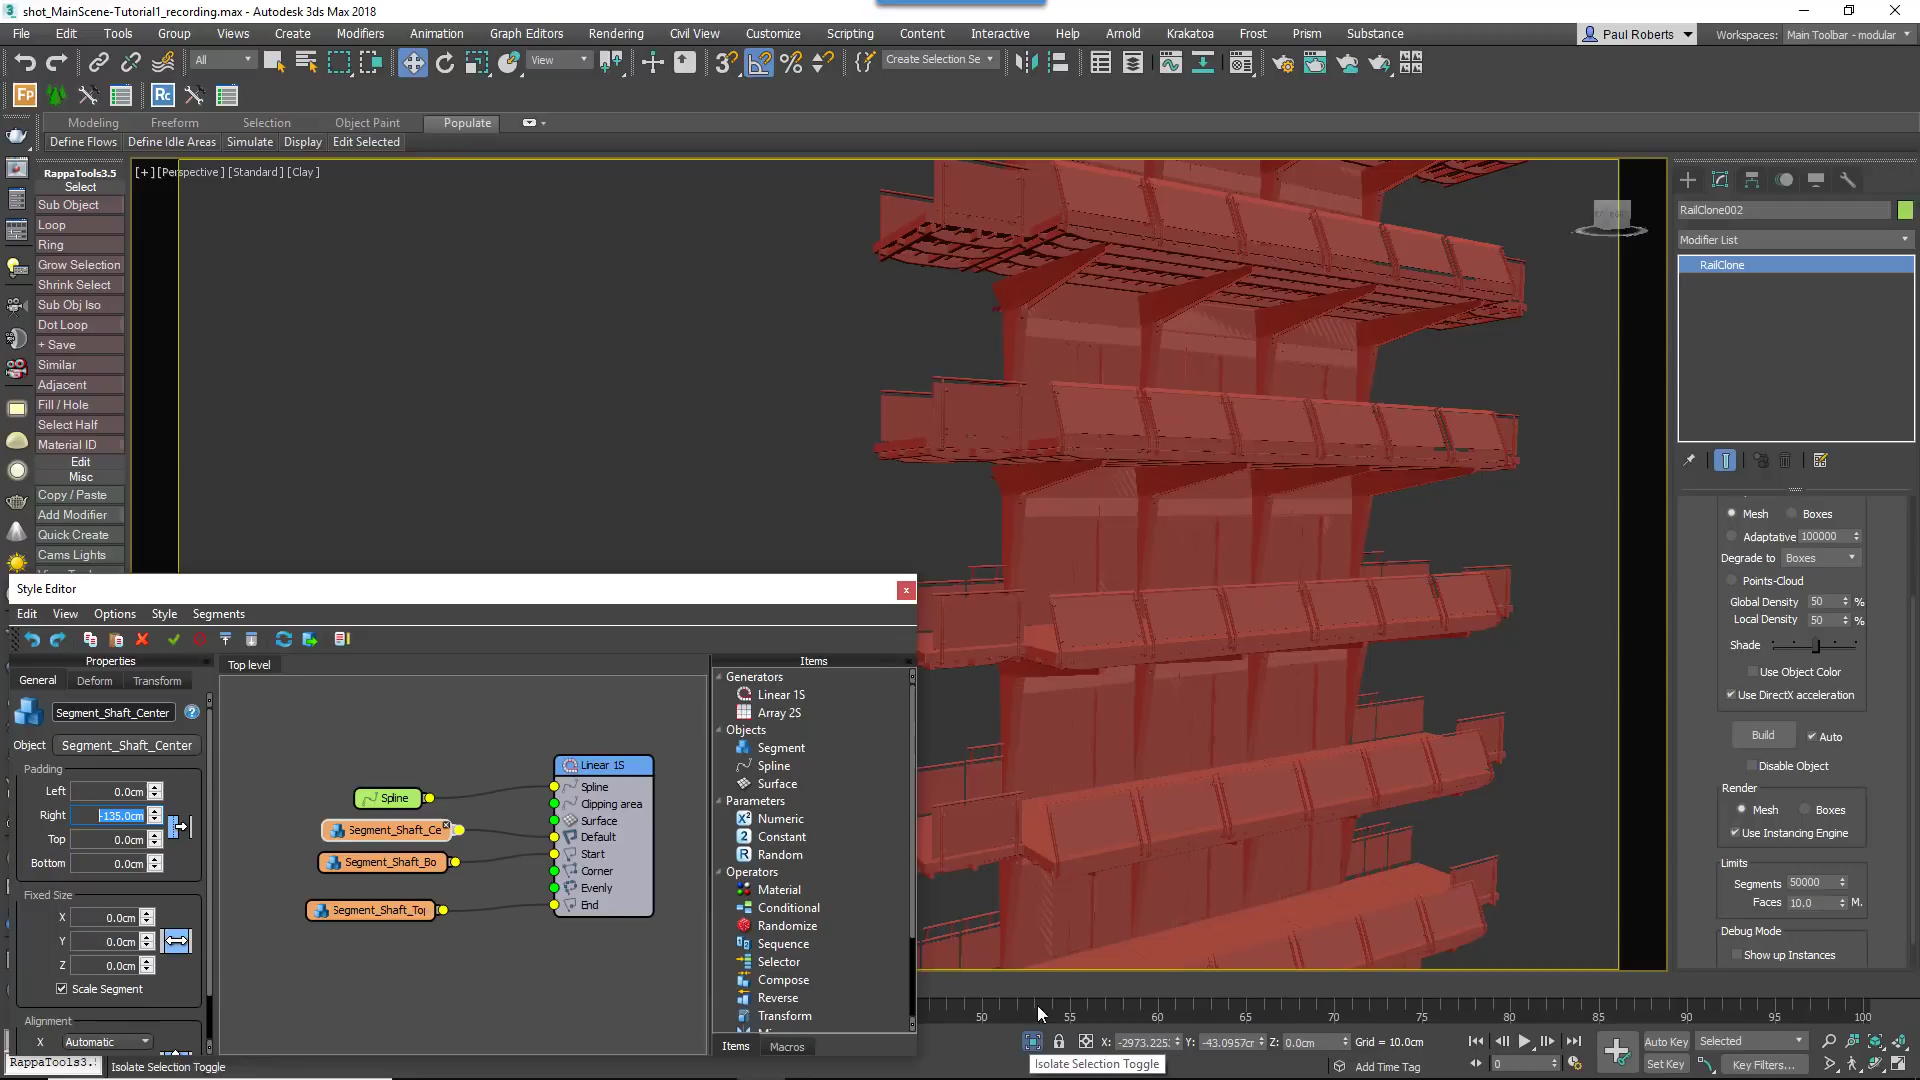 shot_MainScene-Tutorial1_recording.max - Autodesk 3ds Max 2018
File Edit Tools Group Views Create Modifiers Animation Graph Editors Rendering Civil View Customize Scripting Content Interactive Help Arnold Krakatoa Frost Prism Substance
Paul Roberts
Workspaces: Main Toolbar - modular
All
View
Create Selection Se
Modeling Freeform Selection Object Paint Populate
Define Flows Define Idle Areas Simulate Display Edit Selected
[+] [Perspective ] [Standard ] [Clay ]
RappaTools3.5
Select
Sub Object
Loop
Ring
Grow Selection
Shrink Select
Sub Obj Iso
Dot Loop
+ Save
Similar
Adjacent
Fill / Hole
Select Half
Material ID
Edit
Misc
Copy / Paste
Add Modifier
Quick Create
Cams Lights
Style Editor
Edit View Options Style Segments
Properties
General Deform Transform
Segment_Shaft_Center
Object Segment_Shaft_Center
Padding
Left 0.0cm
Right -135.0cm
Top 0.0cm
Bottom 0.0cm
Fixed Size
X 0.0cm
Y 0.0cm
Z 0.0cm
Scale Segment
Alignment
X Automatic
RappaTools3.5
Isolate Selection Toggle
Top level
Spline
Segment_Shaft_Ce
Segment_Shaft_Bo
Segment_Shaft_To
Linear 1S
Spline
Clipping area
Surface
Default
Start
Corner
Evenly
End
Items
Generators
Linear 1S
Array 2S
Objects
Segment
Spline
Surface
Parameters
Numeric
Constant
Random
Operators
Material
Conditional
Randomize
Sequence
Selector
Compose
Reverse
Transform
Items Macros
RailClone002
Modifier List
RailClone
Mesh Boxes
Adaptative 100000
Degrade to Boxes
Points-Cloud
Global Density 50 %
Local Density 50 %
Shade
Use Object Color
Use DirectX acceleration
Build Auto
Disable Object
Render
Mesh Boxes
Use Instancing Engine
Limits
Segments 50000
Faces 10.0 M.
Debug Mode
Show up Instances
50 55 60 65 70 75 80 85 90 95 100
X: -2973.225 Y: -43.0957cm Z: 0.0cm Grid = 10.0cm
Isolate Selection Toggle
Add Time Tag
0
Auto Key Selected
Set Key Key Filters...